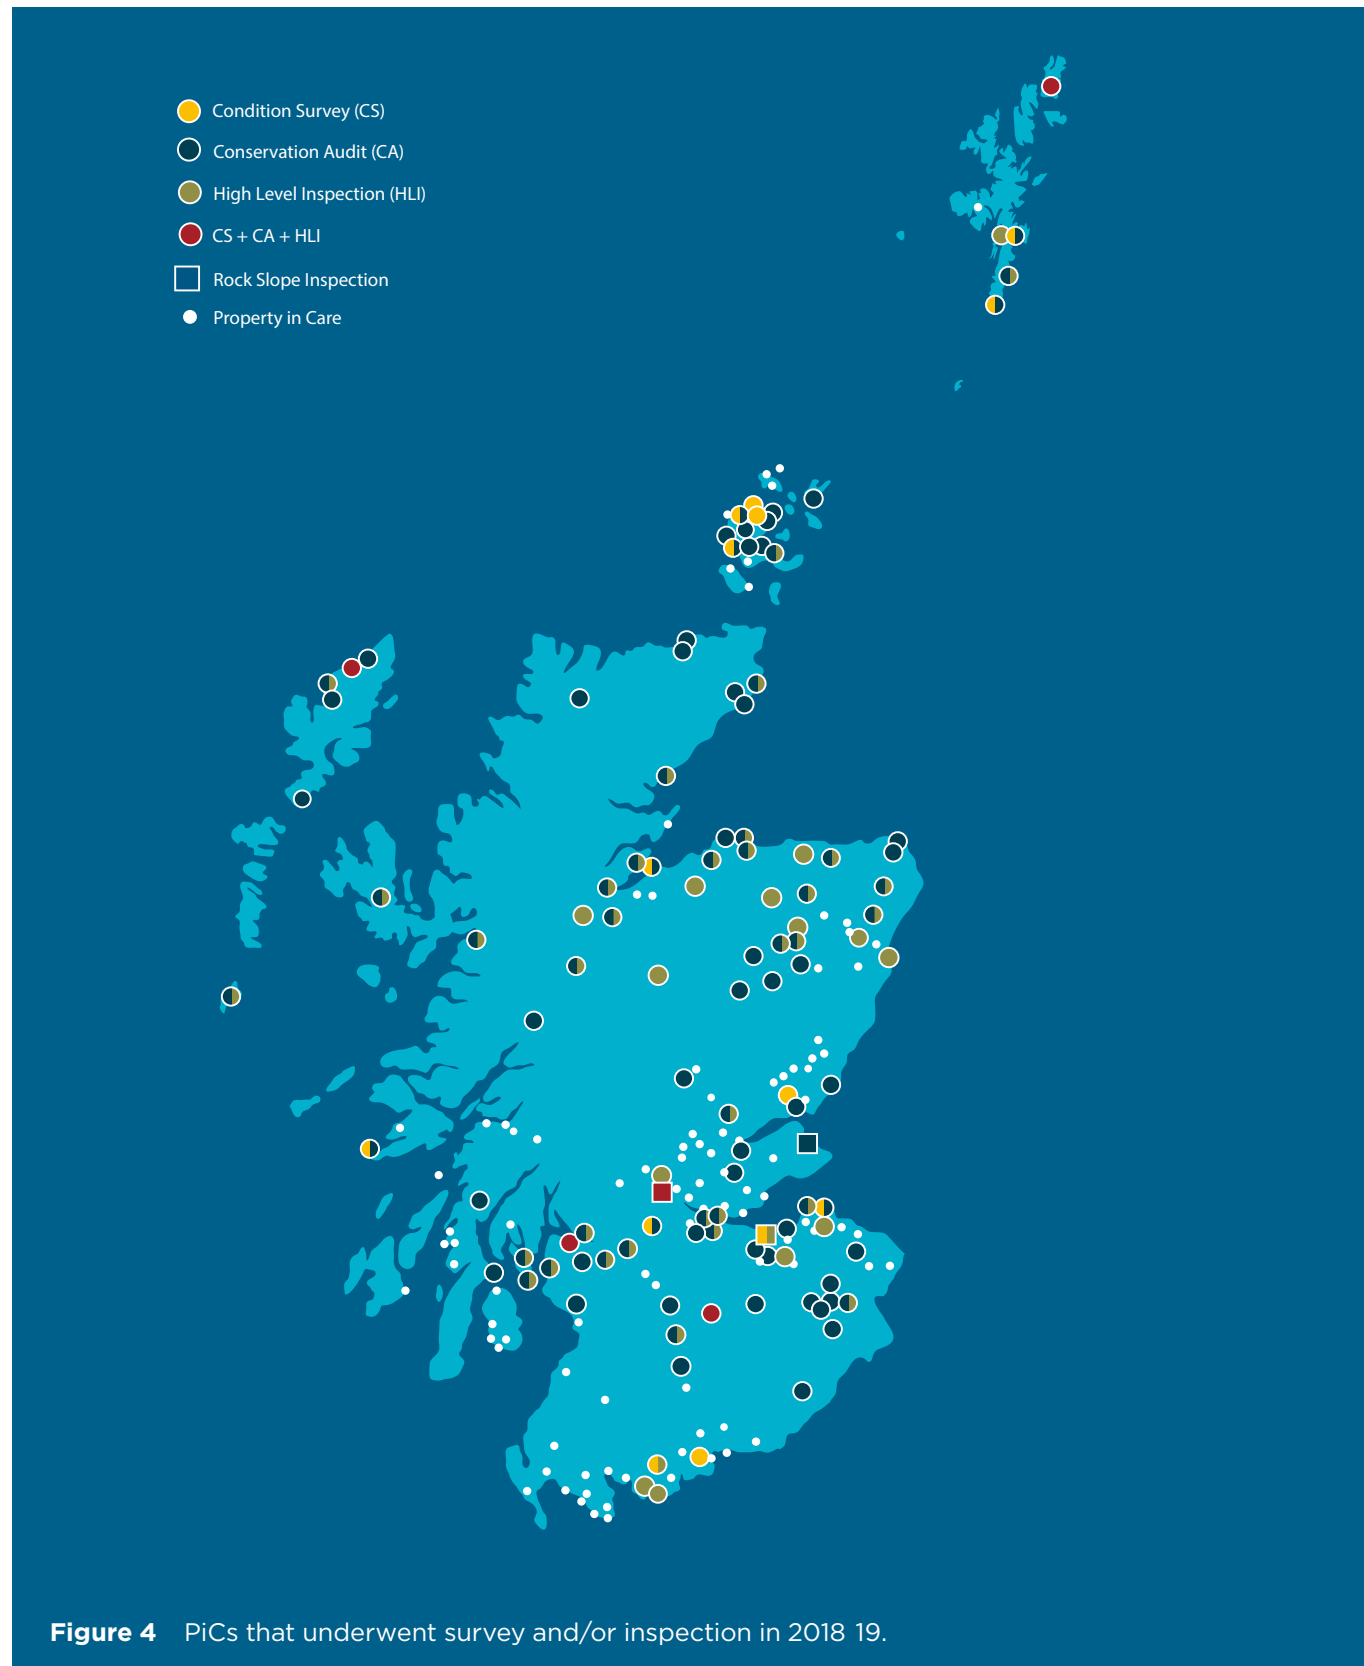 Condition Survey (CS)
Conservation Audit (CA)
High Level Inspection (HLI)
CS + CA + HLI
Rock Slope Inspection
Property in Care
Figure 4 PiCs that underwent survey and/or inspection in 2018 19.